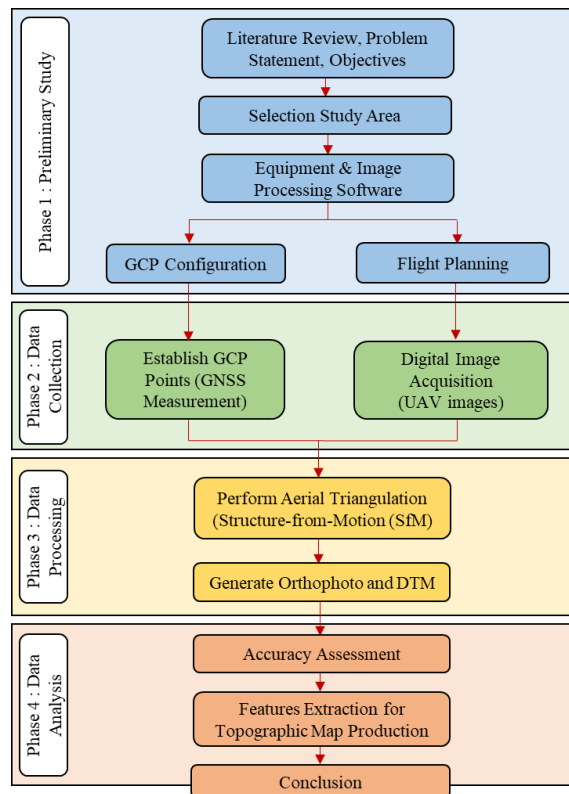 Phase 1 : Preliminary Study
Literature Review, Problem
Statement, Objectives
Selection Study Area
Equipment & Image
Processing Software
GCP Configuration
Flight Planning
Phase 2 : Data
Collection
Establish GCP
Points (GNSS
Measurement)
Digital Image
Acquisition
(UAV images)
Phase 3 : Data
Processing
Perform Aerial Triangulation
(Structure-from-Motion (SfM)
Generate Orthophoto and DTM
Phase 4 : Data
Analysis
Accuracy Assessment
Features Extraction for
Topographic Map Production
Conclusion